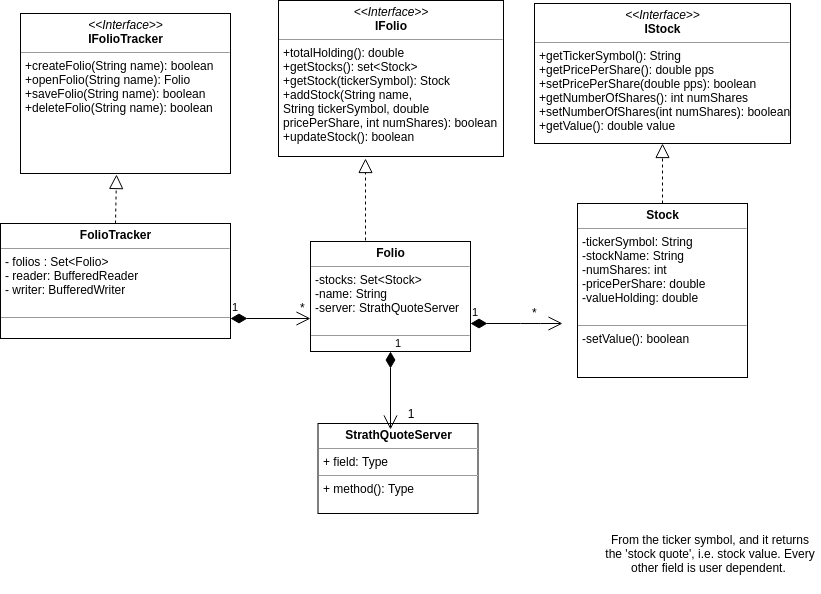 <<Interface>>
IFolioTracker
+createFolio(String name): boolean
+openFolio(String name): Folio
+saveFolio(String name): boolean
+deleteFolio(String name): boolean
<<Interface>>
IFolio
+totalHolding(): double
+getStocks(): set<Stock>
+getStock(tickerSymbol): Stock
+addStock(String name,
String tickerSymbol, double
pricePerShare, int numShares): boolean
+updateStock(): boolean
<<Interface>>
IStock
+getTickerSymbol(): String
+getPricePerShare(): double pps
+setPricePerShare(double pps): boolean
+getNumberOfShares(): int numShares
+setNumberOfShares(int numShares): boolean
+getValue(): double value
FolioTracker
- folios : Set<Folio>
- reader: BufferedReader
- writer: BufferedWriter
1
*
Folio
-stocks: Set<Stock>
-name: String
-server: StrathQuoteServer
1
1
*
Stock
-tickerSymbol: String
-stockName: String
-numShares: int
-pricePerShare: double
-valueHolding: double
-setValue(): boolean
1
StrathQuoteServer
+ field: Type
+ method(): Type
From the ticker symbol, and it returns
the 'stock quote', i.e. stock value. Every
other field is user dependent.